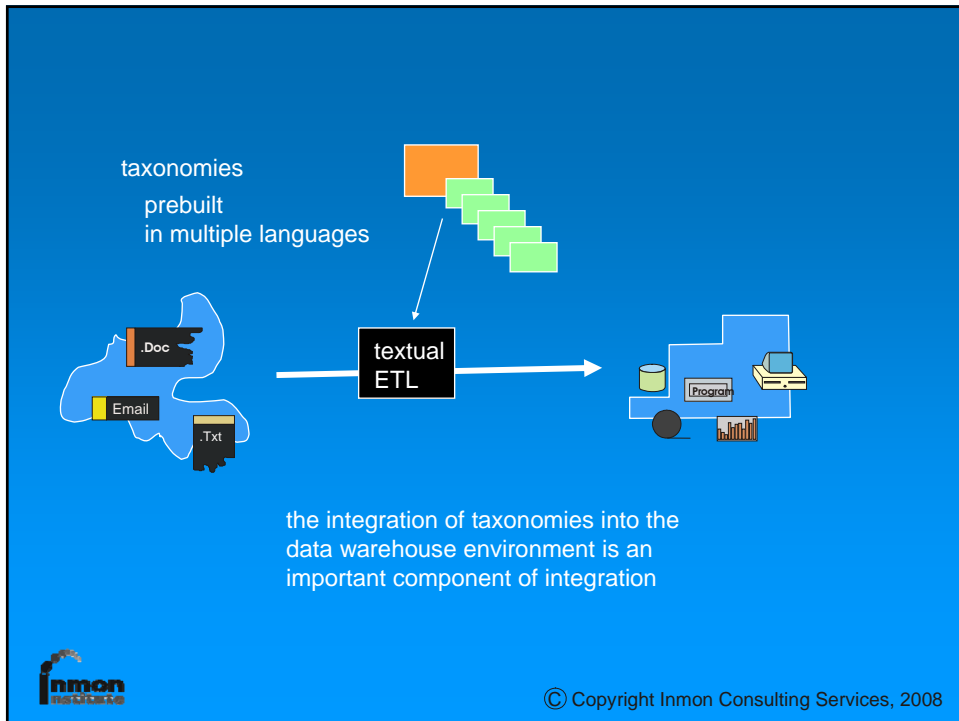 taxonomies
prebuilt
in multiple languages
.Doc
Email
.Txt
textual
ETL
Program
the integration of taxonomies into the
data warehouse environment is an
important component of integration
Inmon
Institute
© Copyright Inmon Consulting Services, 2008